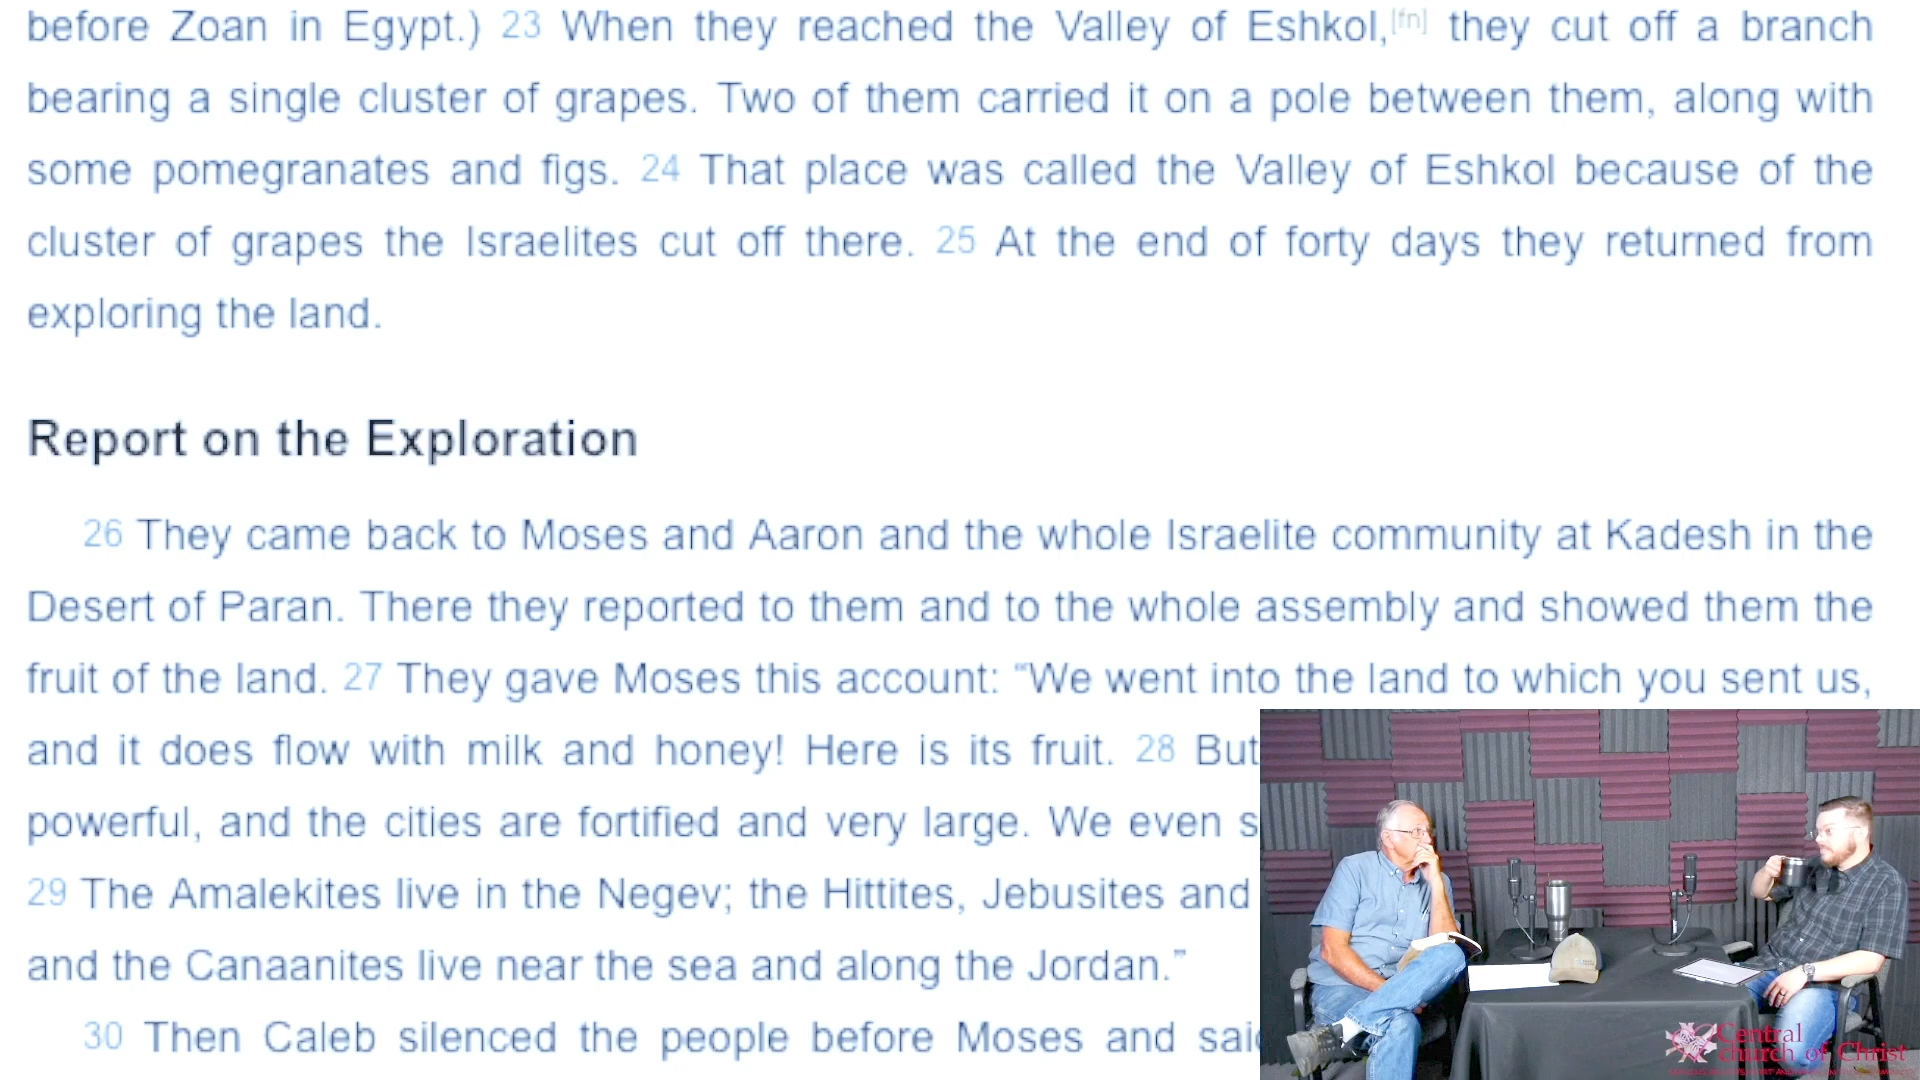 before Zoan in Egypt.) 23 When they reached the Valley of Eshkol,[fn] they cut off a branch
bearing a single cluster of grapes. Two of them carried it on a pole between them, along with
some pomegranates and figs. 24 That place was called the Valley of Eshkol because of the
cluster of grapes the Israelites cut off there. 25 At the end of forty days they returned from
exploring the land.
Report on the Exploration
26 They came back to Moses and Aaron and the whole Israelite community at Kadesh in the
Desert of Paran. There they reported to them and to the whole assembly and showed them the
fruit of the land. 27 They gave Moses this account: “We went into the land to which you sent us,
and it does flow with milk and honey! Here is its fruit. 28 But
powerful, and the cities are fortified and very large. We even s
29 The Amalekites live in the Negev; the Hittites, Jebusites and
and the Canaanites live near the sea and along the Jordan.”
30 Then Caleb silenced the people before Moses and said
Central
church of Christ